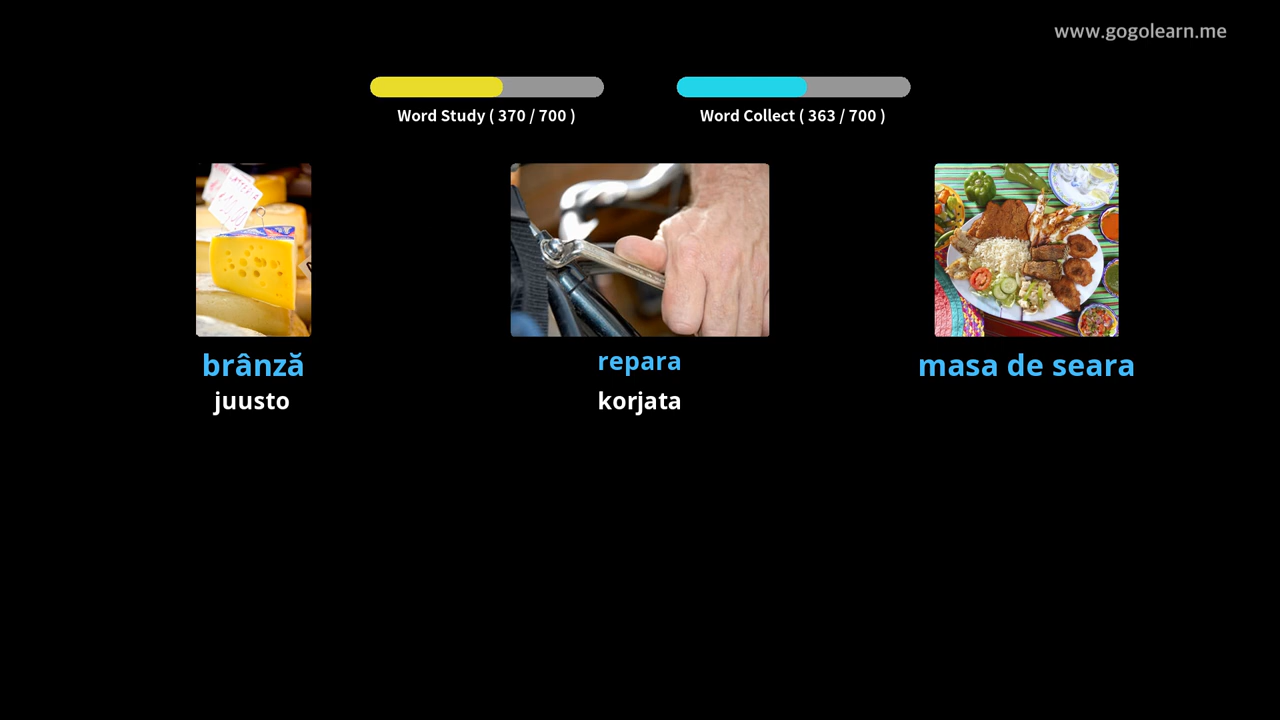 www.gogolearn.me
Word Study ( 370 / 700 )
Word Collect ( 363 / 700 )
brânză
repara
masa de seara
juusto
korjata